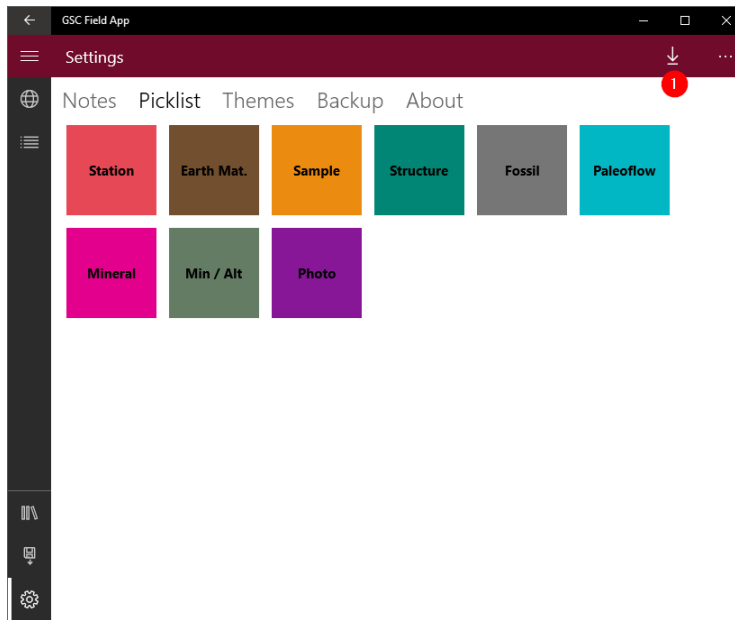 GSC Field App
Settings
1
Notes Picklist Themes Backup About
Station Earth Mat. Sample Structure Fossil Paleoflow
Mineral Min / Alt Photo